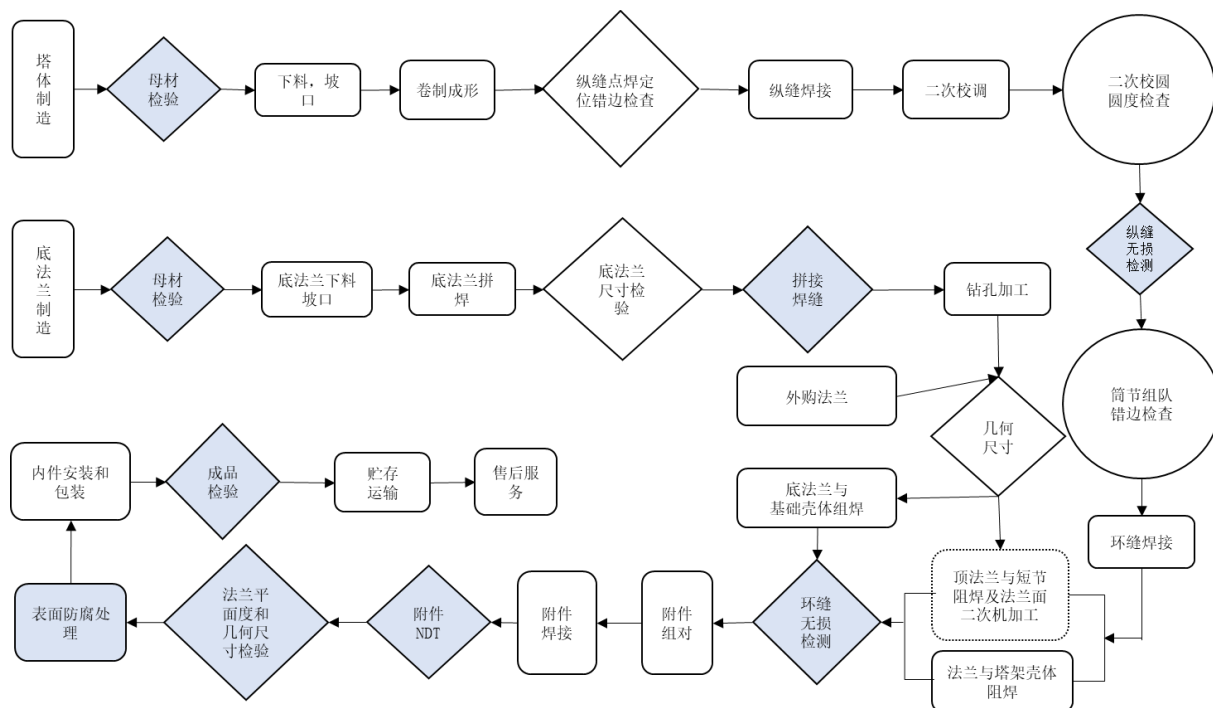 塔
体
制
造
母材
检验
下料，坡
口
卷制成形
纵缝点焊定
位错边检查
纵缝焊接
二次校调
二次校圆
圆度检查
纵缝
无损
检测
底
法
兰
制
造
母材
检验
底法兰下料
坡口
底法兰拼
焊
底法兰
尺寸检
验
拼接
焊缝
钻孔加工
外购法兰
几何
尺寸
筒节组队
错边检查
环缝焊接
底法兰与
基础壳体组焊
顶法兰与短节
阻焊及法兰面
二次机加工
法兰与塔架壳体
阻焊
环缝
无损
检测
附件
组对
附件
焊接
附件
NDT
法兰平
面度和
几何尺
寸检验
表面防腐处
理
内件安装和
包装
成品
检验
贮存
运输
售后服
务